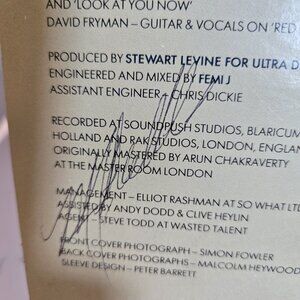 AND 'LOOK AT YOU NOW'
DAVID FRYMAN – GUITAR & VOCALS ON 'RED
PRODUCED BY STEWART LEVINE FOR ULTRA
ENGINEERED AND MIXED BY FEMI J
ASSISTANT ENGINEER – CHRIS DICKIE
RECORDED AT SOUNDPUSH STUDIOS, BLARICUM
HOLLAND AND RAK STUDIOS, LONDON, ENGLAN
ORIGINALLY MASTERED BY ARUN CHAKRAVERTY
AT THE MASTER ROOM LONDON
MANAGEMENT – ELLIOT RASHMAN AT SO WHAT LTD
ASSISTED BY ANDY DODD & CLIVE HEYLIN
AGENT – STEVE TODD AT WASTED TALENT
FRONT COVER PHOTOGRAPH – SIMON FOWLER
BACK COVER PHOTOGRAPHS – MALCOLM HEYWOOD
SLEEVE DESIGN – PETER BARRETT